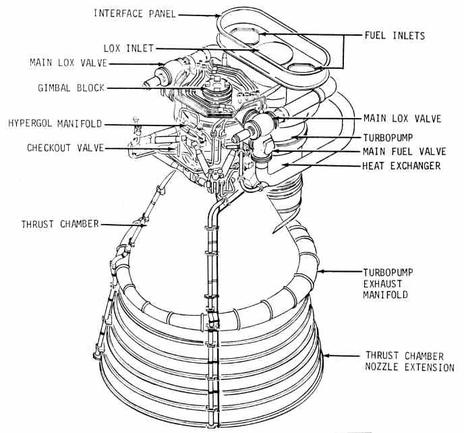 INTERFACE PANEL
LOX INLET
MAIN LOX VALVE
GIMBAL BLOCK
HYPERGOL MANIFOLD
CHECKOUT VALVE
THRUST CHAMBER
FUEL INLETS
MAIN LOX VALVE
TURBOPUMP
MAIN FUEL VALVE
HEAT EXCHANGER
TURBOPUMP
EXHAUST
MANIFOLD
THRUST CHAMBER
NOZZLE EXTENSION